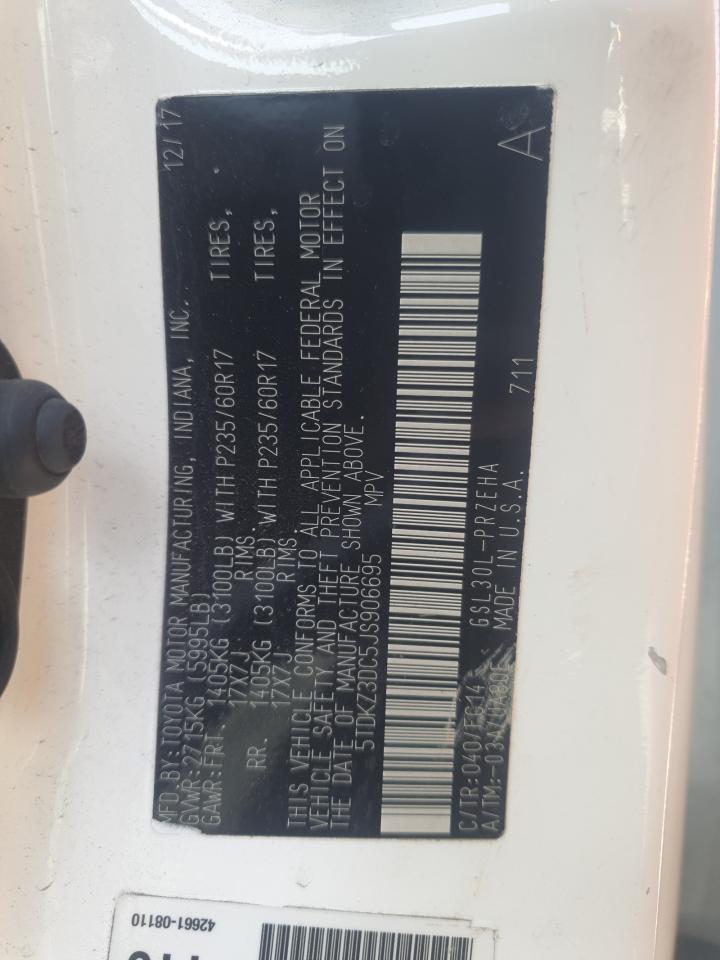 MFD BY:TOYOTA MOTOR MANUFACTURING, INDIANA, INC. 12/17
GVWR:2715KG (5995LB)
GAWR:FRT. 1405KG (3100LB) WITH P235/60R17 TIRES,
17X7J RIMS
RR. 1405KG (3100LB) WITH P235/60R17 TIRES,
17X7J RIMS.
THIS VEHICLE CONFORMS TO ALL APPLICABLE FEDERAL MOTOR
VEHICLE SAFETY AND THEFT PREVENTION STANDARDS IN EFFECT ON
THE DATE OF MANUFACTURE SHOWN ABOVE.
5TDKZ3DC5JS906695 MPV
C/TR:040/FB14 GSL30L-PRZEHA 711 A
MADE IN U.S.A.
42661-08110